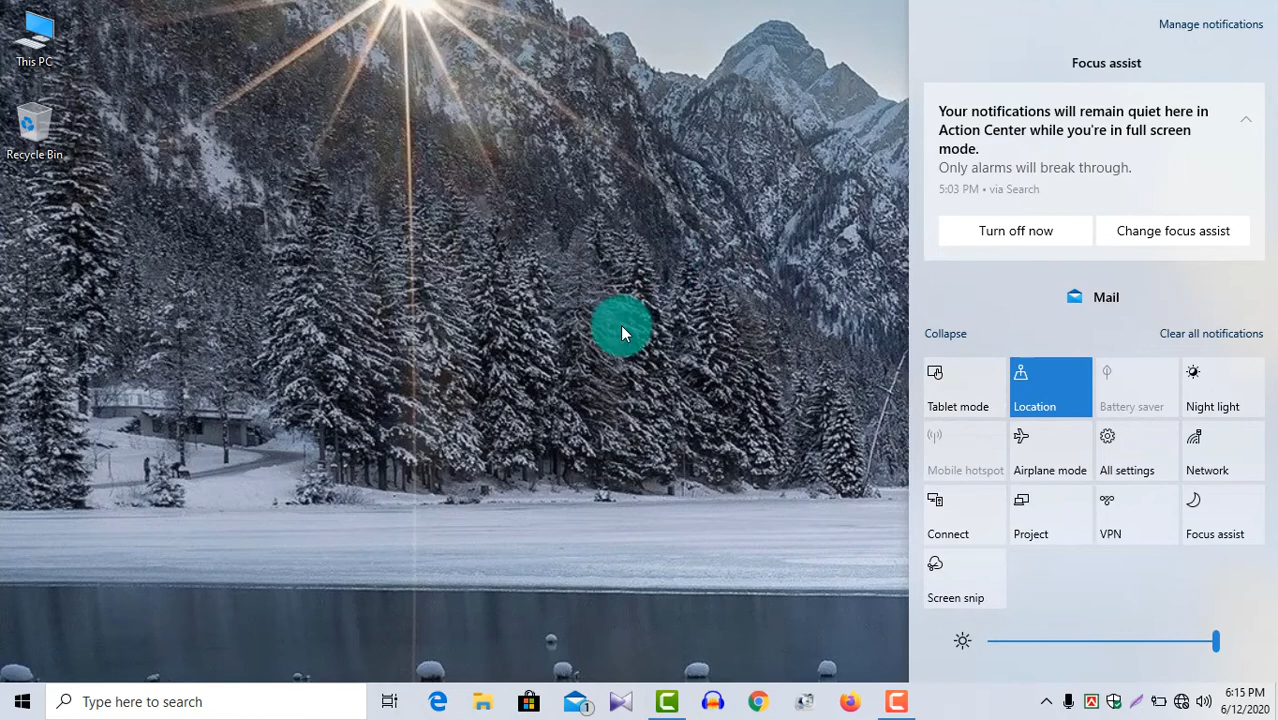 This PC
Recycle Bin
Manage notifications
Focus assist
Your notifications will remain quiet here in
Action Center while you're in full screen
mode.
Only alarms will break through.
5:03 PM • via Search
Turn off now
Change focus assist
Mail
Collapse
Clear all notifications
Tablet mode
Location
Battery saver
Night light
Mobile hotspot
Airplane mode
All settings
Network
Connect
Project
VPN
Focus assist
Screen snip
Type here to search
1
PM
6/12/2020